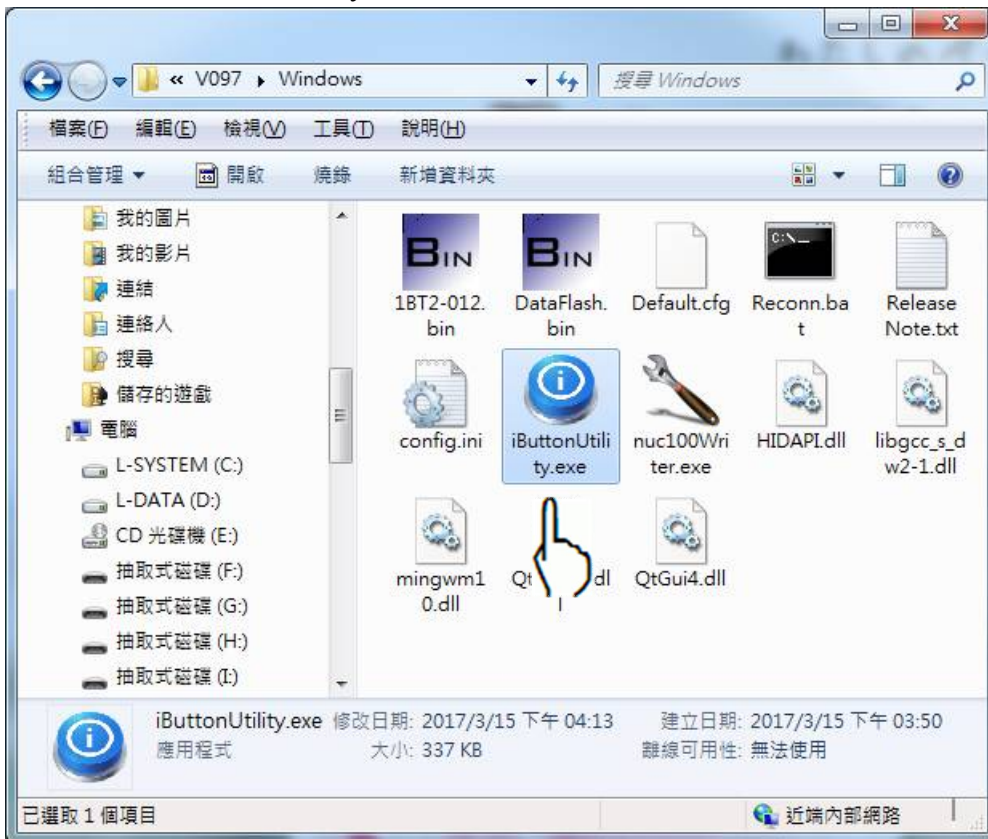 « V097 ▸ Windows
搜尋 Windows
檔案(F) 編輯(E) 檢視(V) 工具(T) 說明(H)
組合管理 開啟 燒錄 新增資料夾
我的圖片
我的影片
連結
連絡人
搜尋
儲存的遊戲
電腦
L-SYSTEM (C:)
L-DATA (D:)
CD 光碟機 (E:)
抽取式磁碟 (F:)
抽取式磁碟 (G:)
抽取式磁碟 (H:)
抽取式磁碟 (I:)
BIN
1BT2-012.
bin
BIN
DataFlash.
bin
Default.cfg
C:\_
Reconn.ba
t
Release
Note.txt
config.ini
iButtonUtili
ty.exe
nuc100Wri
ter.exe
HIDAPI.dll
libgcc_s_d
w2-1.dll
mingwm1
0.dll
QtGui4.dll
iButtonUtility.exe 修改日期: 2017/3/15 下午 04:13 建立日期: 2017/3/15 下午 03:50
應用程式 大小: 337 KB 離線可用性: 無法使用
已選取 1 個項目 近端內部網路